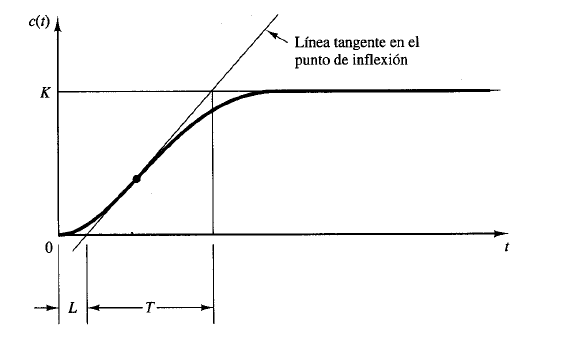 c(t)
Línea tangente en el
punto de inflexión
K
0
t
L
T